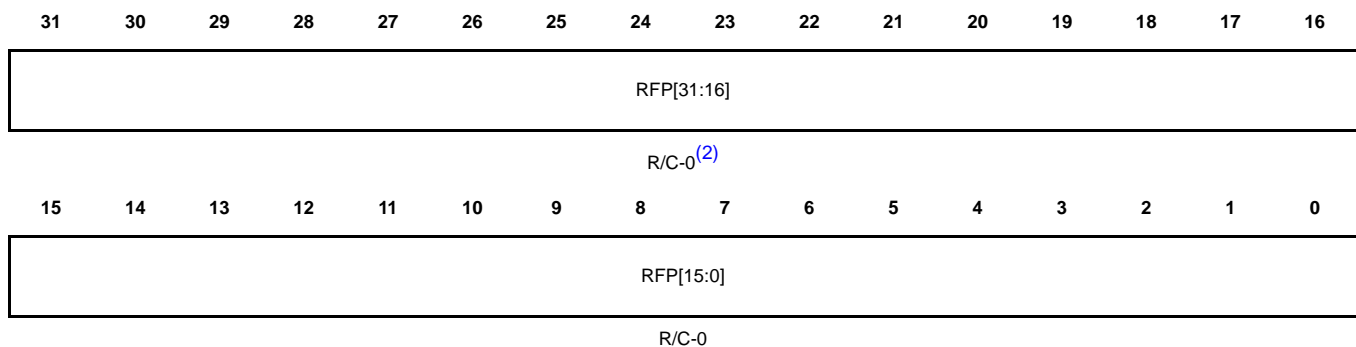 31 30 29 28 27 26 25 24 23 22 21 20 19 18 17 16
RFP[31:16]
R/C-0(2)
15 14 13 12 11 10 9 8 7 6 5 4 3 2 1 0
RFP[15:0]
R/C-0